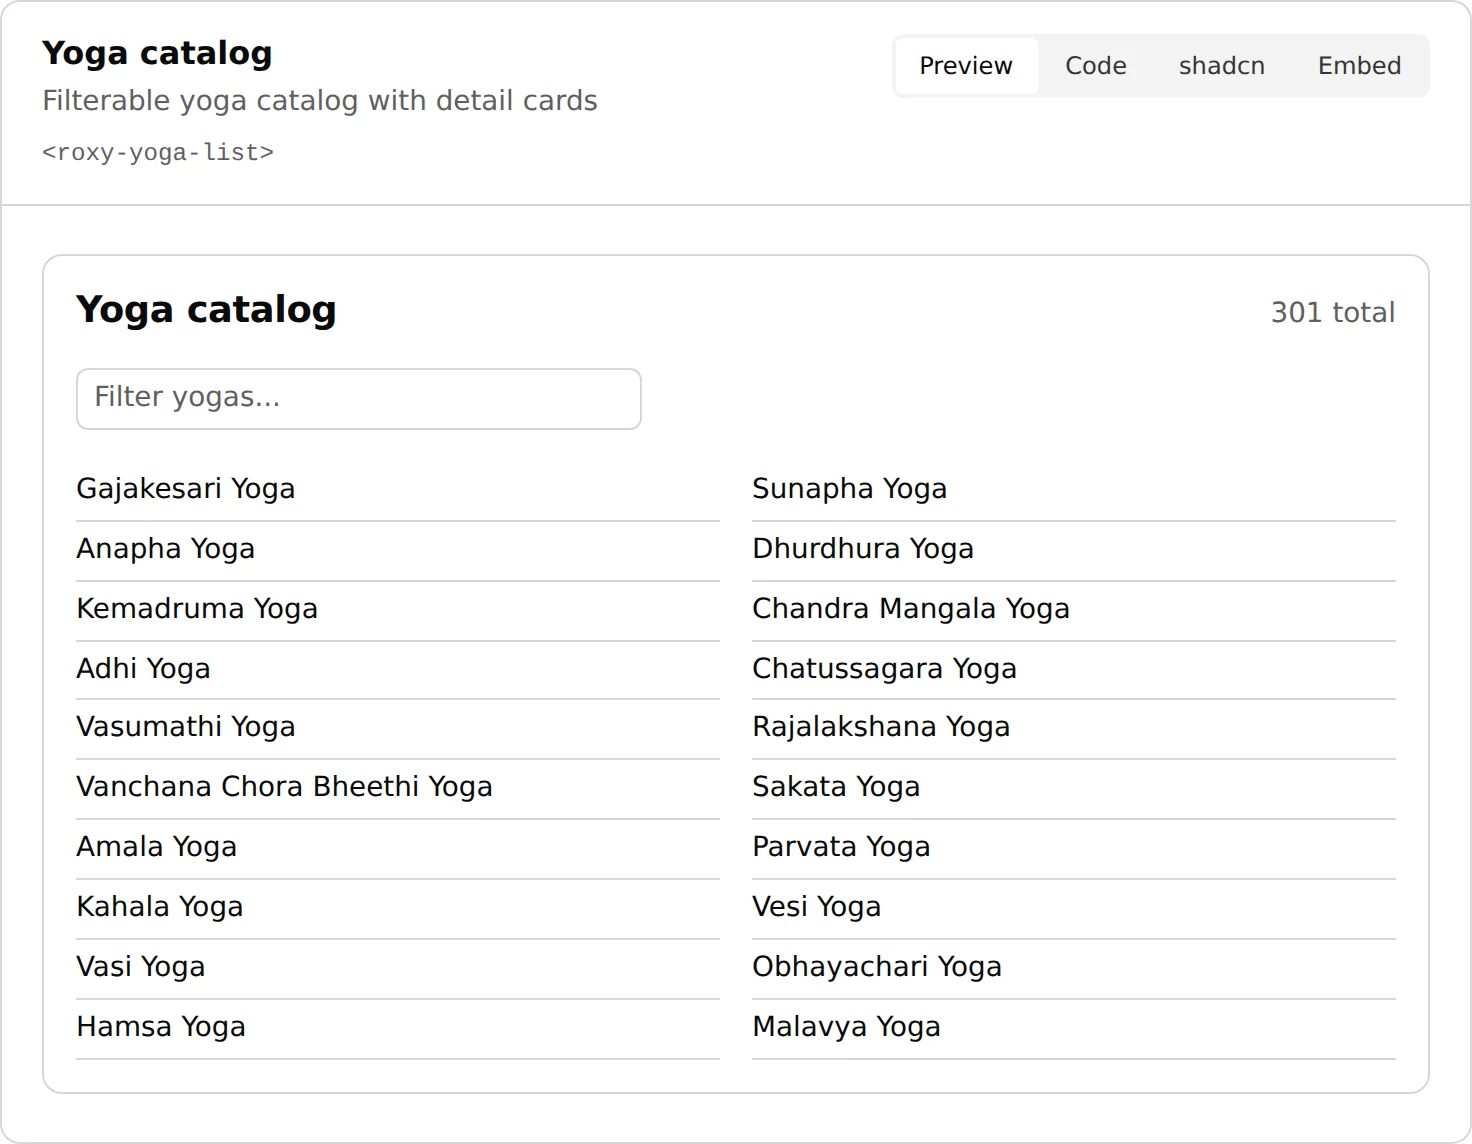 Yoga catalog
Filterable yoga catalog with detail cards
<roxy-yoga-list>
Preview Code shadcn Embed
Yoga catalog
301 total
Filter yogas...
Gajakesari Yoga
Sunapha Yoga
Anapha Yoga
Dhurdhura Yoga
Kemadruma Yoga
Chandra Mangala Yoga
Adhi Yoga
Chatussagara Yoga
Vasumathi Yoga
Rajalakshana Yoga
Vanchana Chora Bheethi Yoga
Sakata Yoga
Amala Yoga
Parvata Yoga
Kahala Yoga
Vesi Yoga
Vasi Yoga
Obhayachari Yoga
Hamsa Yoga
Malavya Yoga